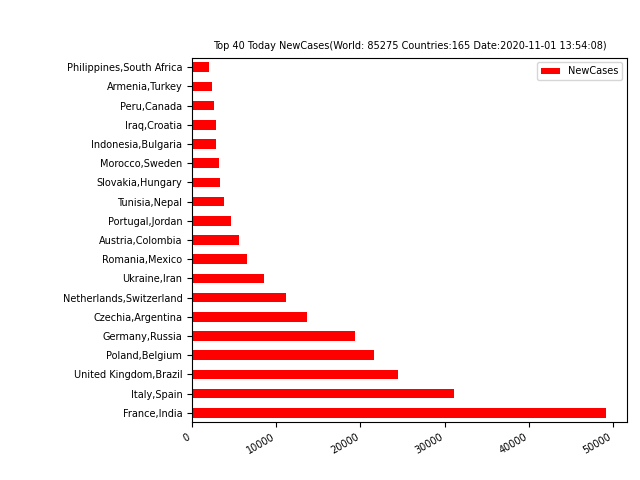 Top 40 Today NewCases(World: 85275 Countries:165 Date:2020-11-01 13:54:08)
NewCases
Philippines,South Africa
Armenia,Turkey
Peru,Canada
Iraq,Croatia
Indonesia,Bulgaria
Morocco,Sweden
Slovakia,Hungary
Tunisia,Nepal
Portugal,Jordan
Austria,Colombia
Romania,Mexico
Ukraine,Iran
Netherlands,Switzerland
Czechia,Argentina
Germany,Russia
Poland,Belgium
United Kingdom,Brazil
Italy,Spain
France,India
0 10000 20000 30000 40000 50000